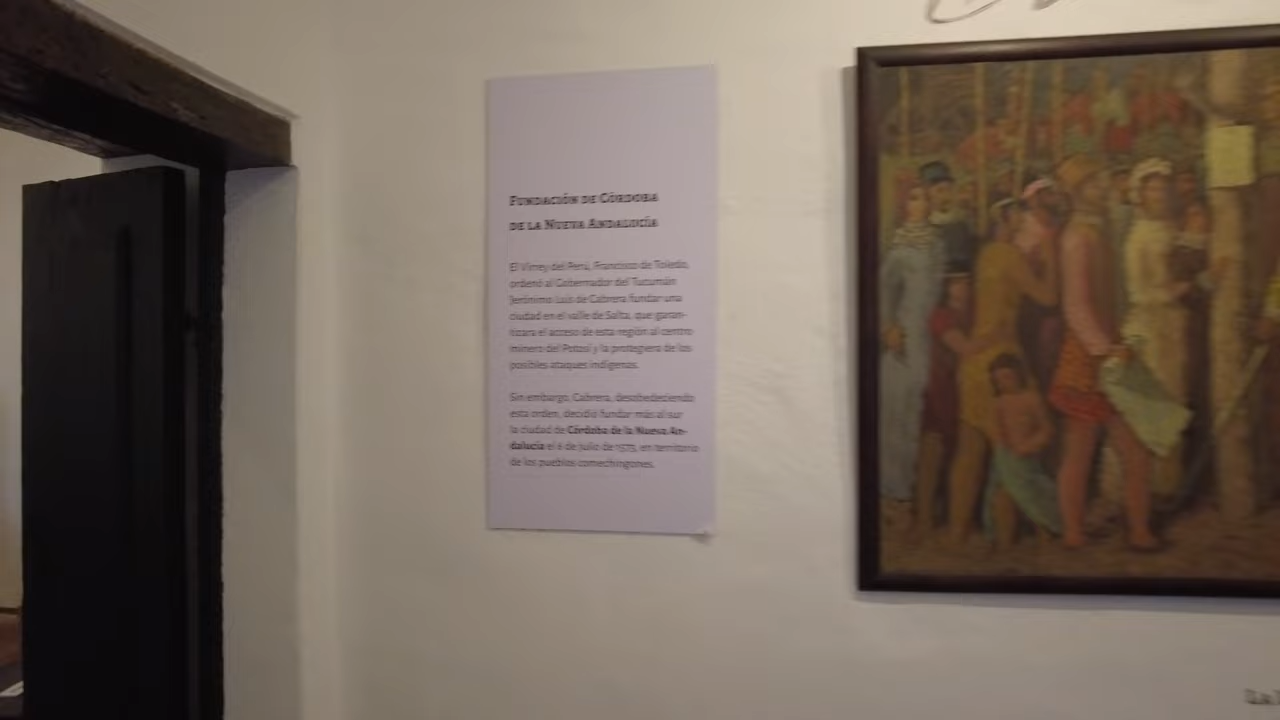 Fundación de Córdoba
de la Nueva Andalucía
El Virrey del Perú, Francisco de Toledo,
ordenó al Gobernador del Tucumán
Jerónimo Luis de Cabrera fundar una
ciudad en el valle de Salta, que garan-
tizara el acceso de esta región al centro
minero del Potosí y la protegiera de los
posibles ataques indígenas.
Sin embargo, Cabrera, desobedeciendo
esta orden, decidió fundar más al sur
la ciudad de Córdoba de la Nueva An-
dalucía el 6 de julio de 1573, en territorio
de los pueblos comechingones.